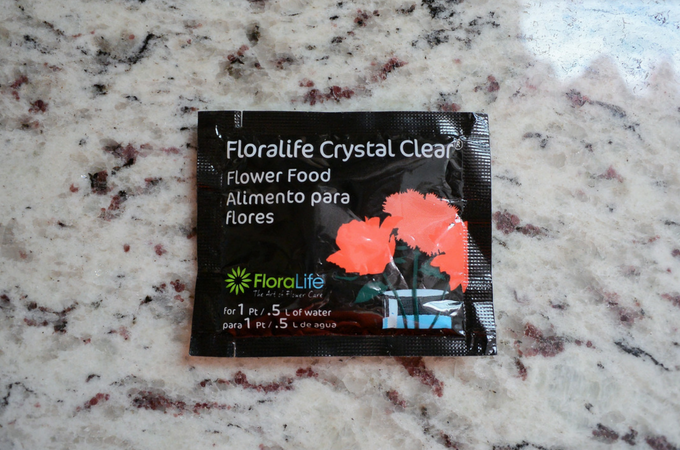 Floralife Crystal Clear®
Flower Food
Alimento para
flores
FloraLife
The Art of Flower Care
for 1 Pt / .5 L of water
para 1 Pt / .5 L de agua